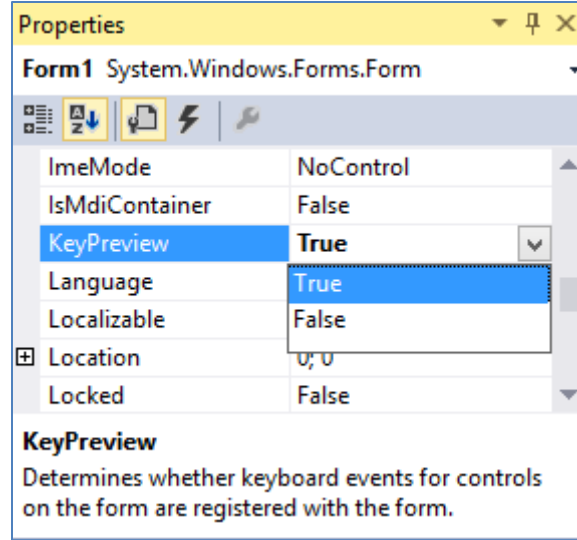 Properties
Form1 System.Windows.Forms.Form
ImeMode NoControl
IsMdiContainer False
KeyPreview True
Language True
Localizable False
Location 0; 0
Locked False
KeyPreview
Determines whether keyboard events for controls
on the form are registered with the form.